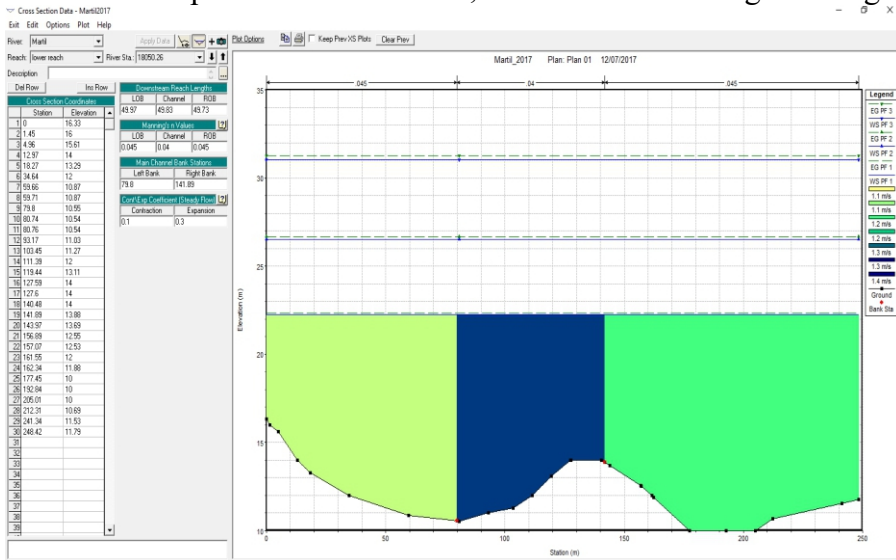 Cross Section Data - Martil2017
Exit Edit Options Plot Help
River: Martil
Apply Data
Plot Options
Keep Prev XS Plots
Clear Prev
Reach: lower reach
River Sta.: 18050.26
Description
Del Row
Ins Row
Cross Section Coordinates
Station Elevation
1 0 16.33
2 1.45 16
3 4.96 15.61
4 12.97 14
5 18.27 13.29
6 34.64 12
7 59.66 10.87
8 59.71 10.87
9 79.8 10.55
10 80.74 10.54
11 80.76 10.54
12 93.17 11.03
13 103.45 11.27
14 111.39 12
15 119.44 13.11
16 127.59 14
17 127.6 14
18 140.48 14
19 141.89 13.88
20 143.97 13.69
21 156.89 12.55
22 157.07 12.53
23 161.55 12
24 162.34 11.88
25 177.45 10
26 192.84 10
27 205.01 10
28 212.31 10.69
29 241.34 11.53
30 248.42 11.79
31
32
33
34
35
36
37
38
39
Downstream Reach Lengths
LOB Channel ROB
49.97 49.83 49.73
Manning's n Values
LOB Channel ROB
0.045 0.04 0.045
Main Channel Bank Stations
Left Bank Right Bank
79.8 141.89
Cont\Exp Coefficient (Steady Flow)
Contraction Expansion
0.1 0.3
Martil_2017 Plan: Plan 01 12/07/2017
.045 .04 .045
35
30
25
20
15
10
0 50 100 150 200 250
Elevation (m)
Station (m)
Legend
EG PF 3
WS PF 3
EG PF 2
WS PF 2
EG PF 1
WS PF 1
1.1 m/s
1.1 m/s
1.2 m/s
1.2 m/s
1.3 m/s
1.3 m/s
1.4 m/s
Ground
Bank Sta